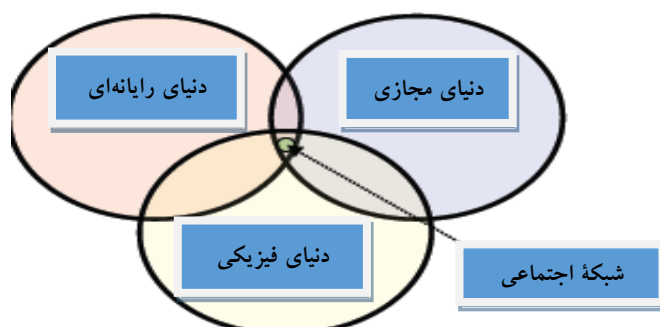 دنیای رایانه‌ای
دنیای مجازی
دنیای فیزیکی
شبکهٔ اجتماعی